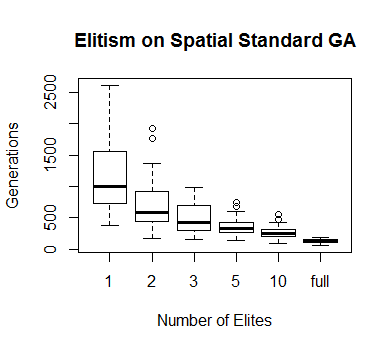 Elitism on Spatial Standard GA
Generations
2500
1500
500
0
1 2 3 5 10 full
Number of Elites